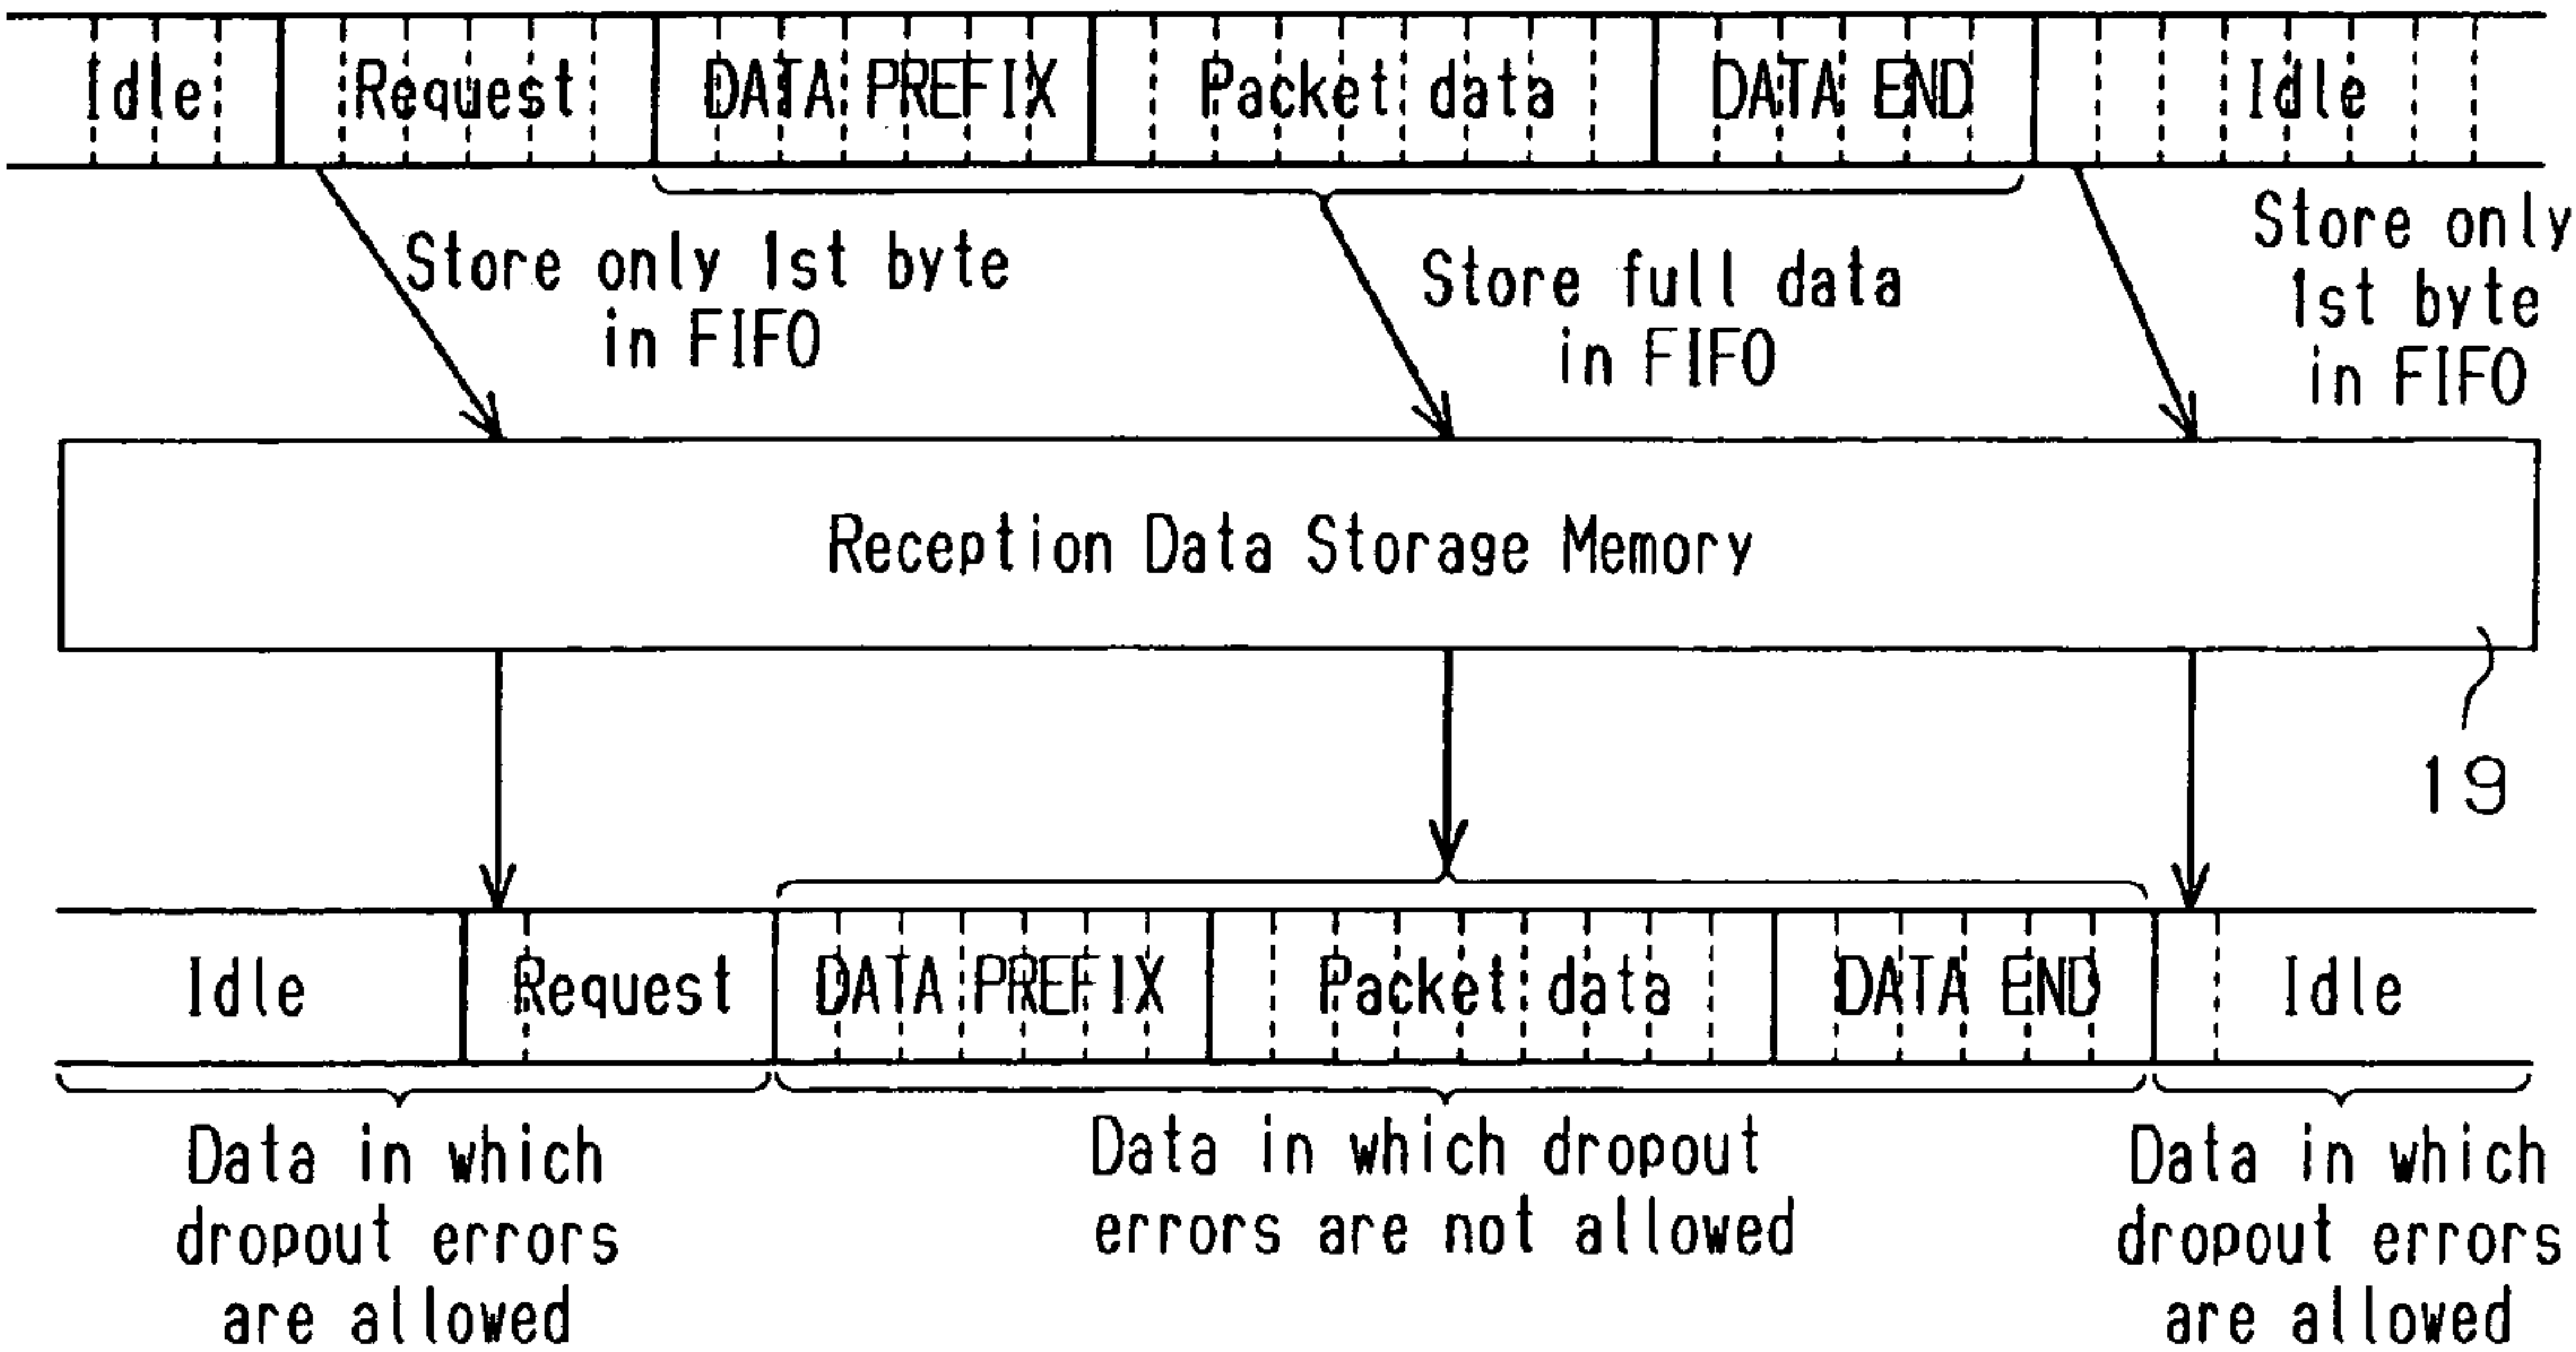 Idle Request DATA PREFIX Packet data DATA END Idle
Store only 1st byte
in FIFO
Store full data
in FIFO
Store only
1st byte
in FIFO
Reception Data Storage Memory
19
Idle Request DATA PREFIX Packet data DATA END Idle
Data in which
dropout errors
are allowed
Data in which dropout
errors are not allowed
Data in which
dropout errors
are allowed